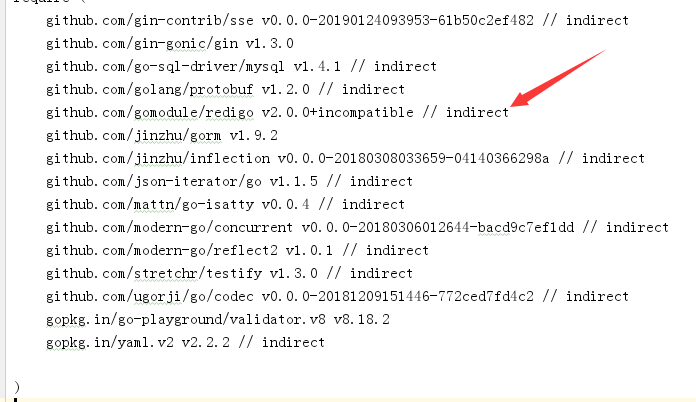 require (
github.com/gin-contrib/sse v0.0.0-20190124093953-61b50c2ef482 // indirect
github.com/gin-gonic/gin v1.3.0
github.com/go-sql-driver/mysql v1.4.1 // indirect
github.com/golang/protobuf v1.2.0 // indirect
github.com/gomodule/redigo v2.0.0+incompatible // indirect
github.com/jinzhu/gorm v1.9.2
github.com/jinzhu/inflection v0.0.0-20180308033659-04140366298a // indirect
github.com/json-iterator/go v1.1.5 // indirect
github.com/mattn/go-isatty v0.0.4 // indirect
github.com/modern-go/concurrent v0.0.0-20180306012644-bacd9c7ef1dd // indirect
github.com/modern-go/reflect2 v1.0.1 // indirect
github.com/stretchr/testify v1.3.0 // indirect
github.com/ugorji/go/codec v0.0.0-20181209151446-772ced7fd4c2 // indirect
gopkg.in/go-playground/validator.v8 v8.18.2
gopkg.in/yaml.v2 v2.2.2 // indirect
)